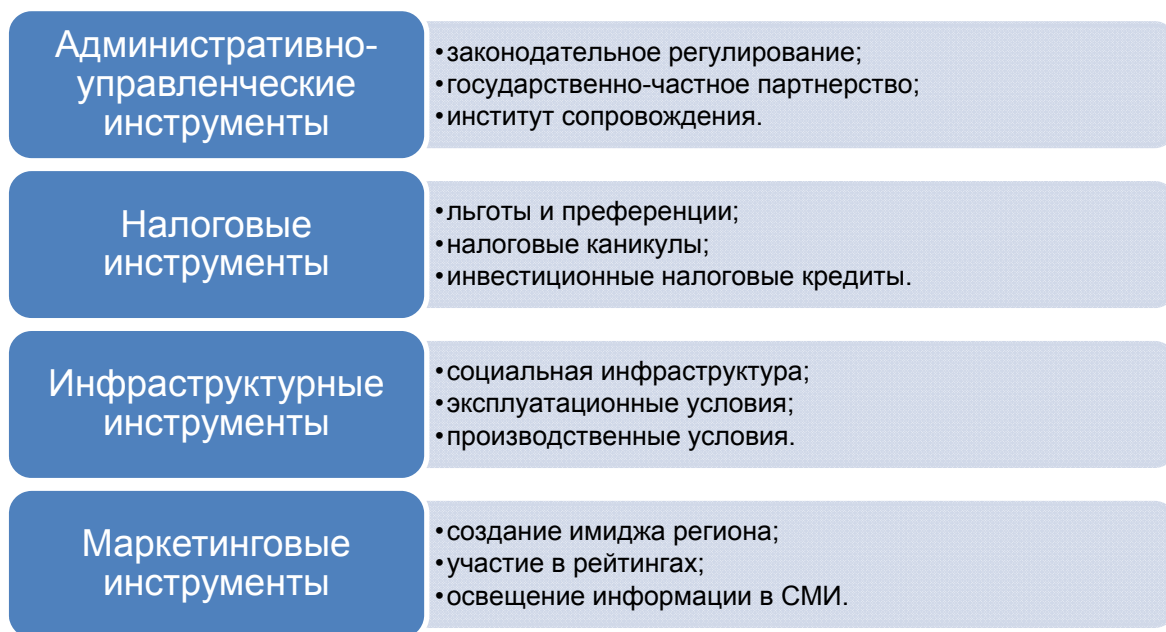 Административно-
управленческие
инструменты
•законодательное регулирование;
•государственно-частное партнерство;
•институт сопровождения.
Налоговые
инструменты
•льготы и преференции;
•налоговые каникулы;
•инвестиционные налоговые кредиты.
Инфраструктурные
инструменты
•социальная инфраструктура;
•эксплуатационные условия;
•производственные условия.
Маркетинговые
инструменты
•создание имиджа региона;
•участие в рейтингах;
•освещение информации в СМИ.